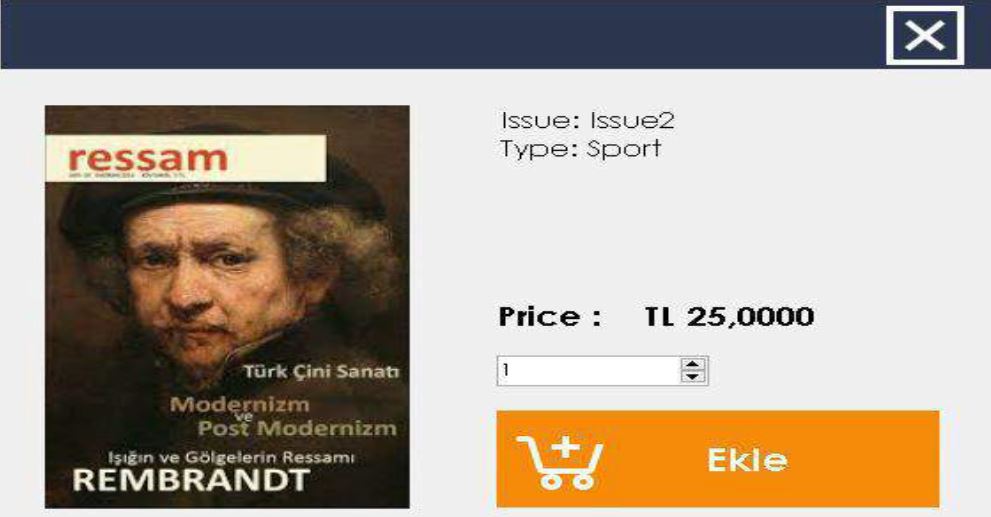 Issue: Issue2
Type: Sport
ressam
Türk Çini Sanatı
Modernizm
ve
Post Modernizm
Işığın ve Gölgelerin Ressamı
REMBRANDT
Price : TL 25,0000
1
Ekle